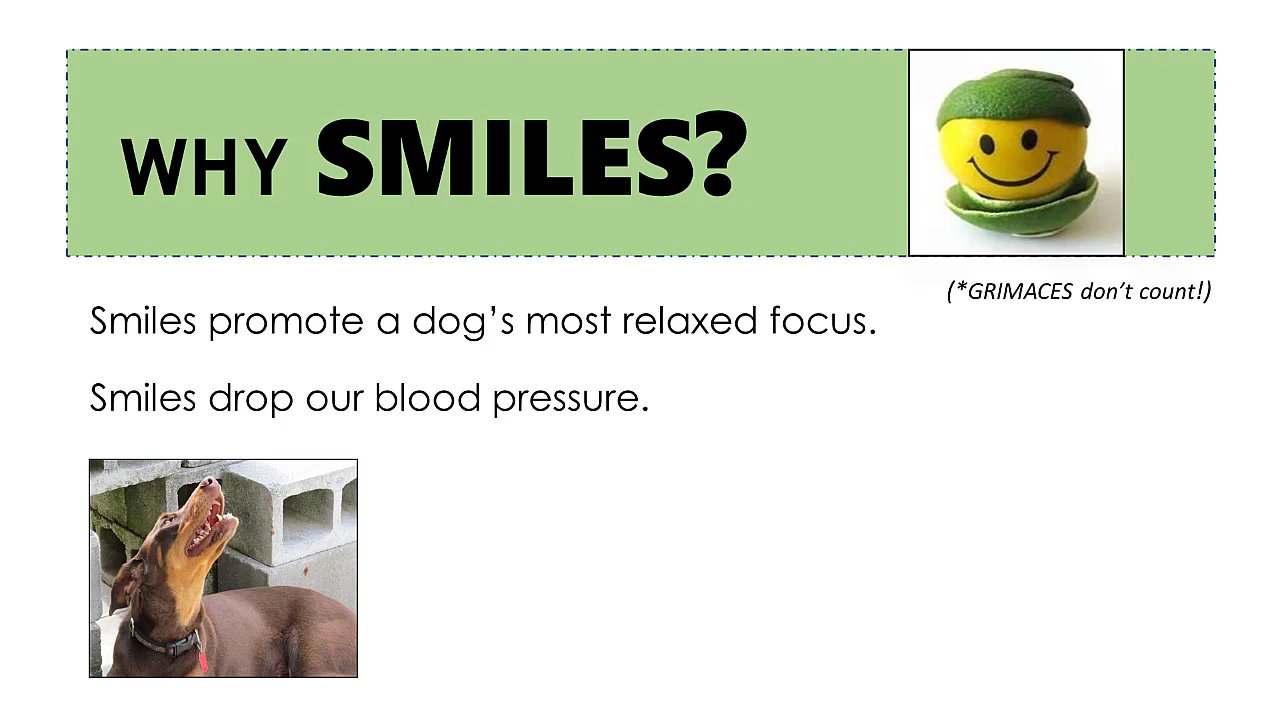 WHY SMILES?
(*GRIMACES don’t count!)
Smiles promote a dog’s most relaxed focus.
Smiles drop our blood pressure.